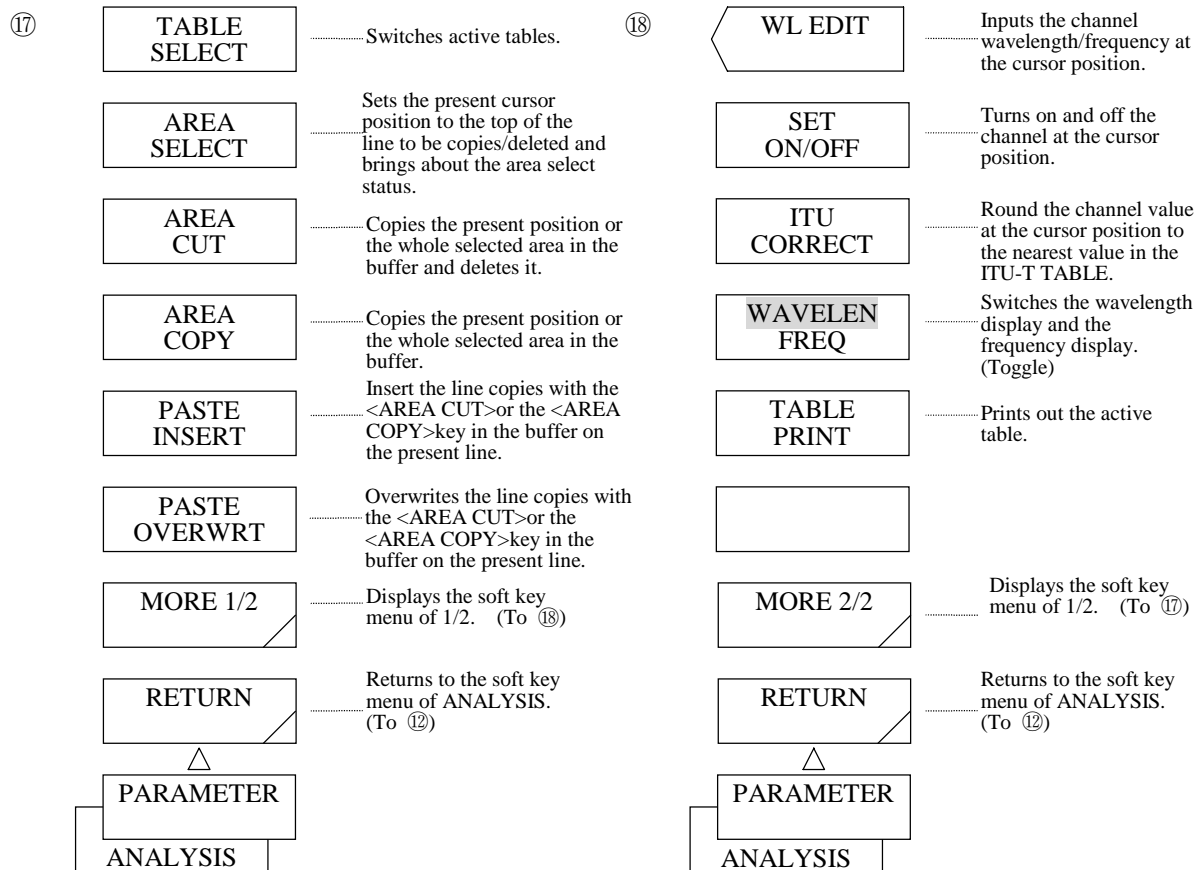 ⑰
TABLE
SELECT
Switches active tables.
AREA
SELECT
Sets the present cursor
position to the top of the
line to be copies/deleted and
brings about the area select
status.
AREA
CUT
Copies the present position or
the whole selected area in the
buffer and deletes it.
AREA
COPY
Copies the present position or
the whole selected area in the
buffer.
PASTE
INSERT
Insert the line copies with the
<AREA CUT>or the <AREA
COPY>key in the buffer on
the present line.
PASTE
OVERWRT
Overwrites the line copies with
the <AREA CUT>or the
<AREA COPY>key in the
buffer on the present line.
MORE 1/2
Displays the soft key
menu of 1/2. (To ⑱)
RETURN
Returns to the soft key
menu of ANALYSIS.
(To ⑫)
PARAMETER
ANALYSIS
⑱
WL EDIT
Inputs the channel
wavelength/frequency at
the cursor position.
SET
ON/OFF
Turns on and off the
channel at the cursor
position.
ITU
CORRECT
Round the channel value
at the cursor position to
the nearest value in the
ITU-T TABLE.
WAVELEN
FREQ
Switches the wavelength
display and the
frequency display.
(Toggle)
TABLE
PRINT
Prints out the active
table.
MORE 2/2
Displays the soft key
menu of 1/2. (To ⑰)
RETURN
Returns to the soft key
menu of ANALYSIS.
(To ⑫)
PARAMETER
ANALYSIS